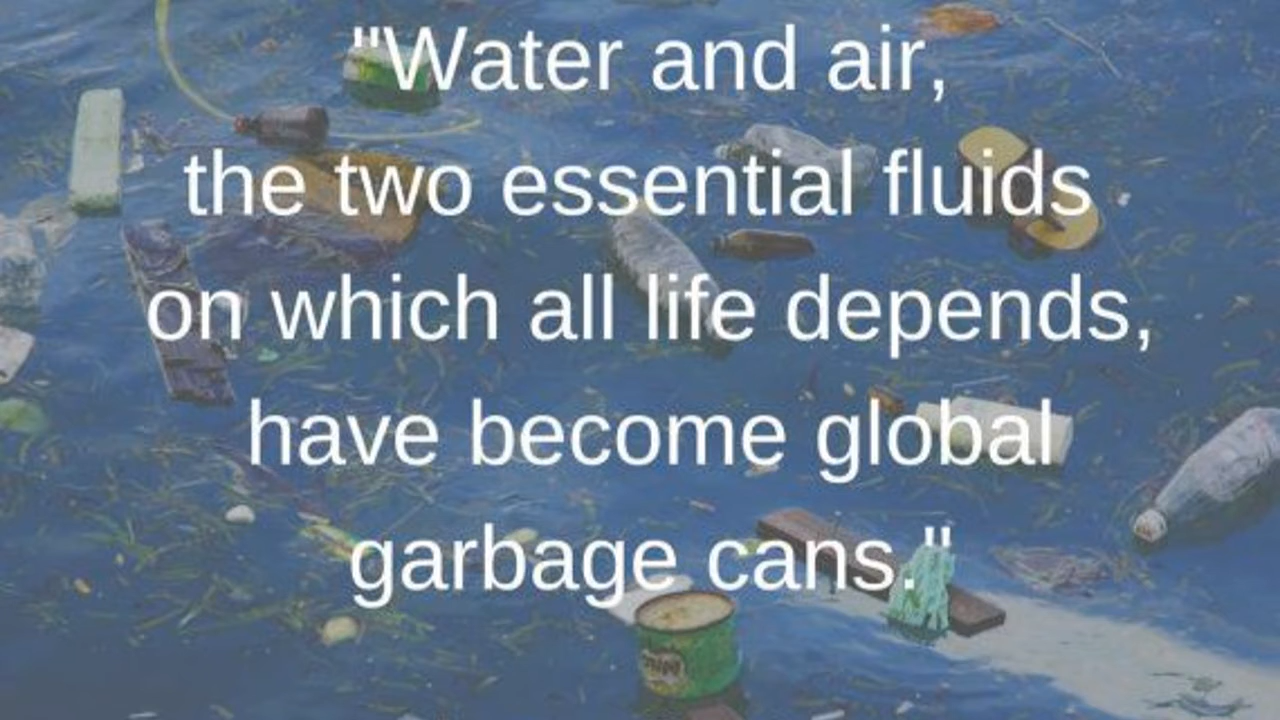 "Water and air,
the two essential fluids
on which all life depends,
have become global
garbage cans."